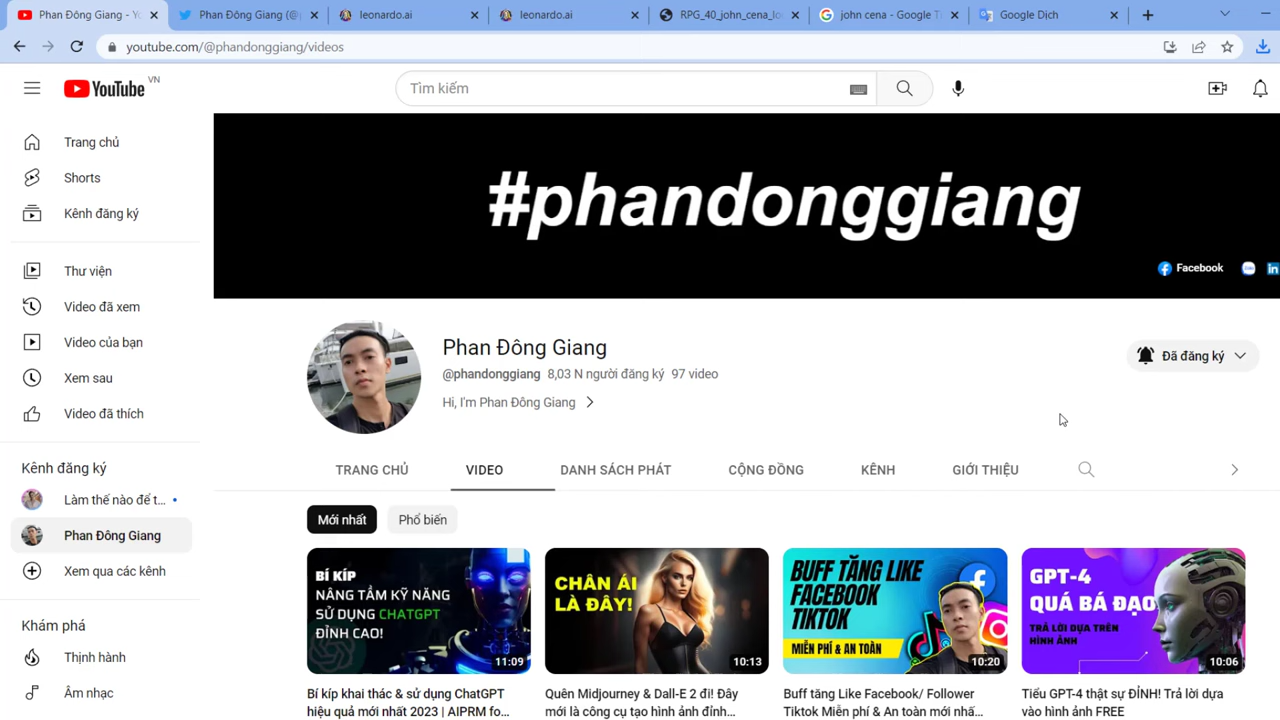 Phan Đông Giang - Yo
Phan Đông Giang (@p
leonardo.ai
leonardo.ai
RPG_40_john_cena_lo
john cena - Google T
Google Dịch
youtube.com/@phandonggiang/videos
YouTube VN
Tìm kiếm
#phandonggiang
Facebook
Trang chủ
Shorts
Kênh đăng ký
Thư viện
Video đã xem
Video của bạn
Xem sau
Video đã thích
Kênh đăng ký
Làm thế nào để t...
Phan Đông Giang
Xem qua các kênh
Khám phá
Thịnh hành
Âm nhạc
Phan Đông Giang
@phandonggiang 8,03 N người đăng ký 97 video
Hi, I'm Phan Đông Giang
Đã đăng ký
TRANG CHỦ
VIDEO
DANH SÁCH PHÁT
CỘNG ĐỒNG
KÊNH
GIỚI THIỆU
Mới nhất
Phổ biến
BÍ KÍP
NÂNG TẦM KỸ NĂNG
SỬ DỤNG CHATGPT
ĐỈNH CAO!
11:09
Bí kíp khai thác & sử dụng ChatGPT
hiệu quả mới nhất 2023 | AIPRM fo...
CHÂN ÁI
LÀ ĐÂY!
10:13
Quên Midjourney & Dall-E 2 đi! Đây
mới là công cụ tạo hình ảnh đỉnh...
BUFF TĂNG LIKE
FACEBOOK
TIKTOK
MIỄN PHÍ & AN TOÀN
10:20
Buff tăng Like Facebook/ Follower
Tiktok Miễn phí & An toàn mới nhấ...
GPT-4
QUÁ BÁ ĐẠO
TRẢ LỜI DỰA TRÊN
HÌNH ẢNH
10:06
Tiểu GPT-4 thật sự ĐỈNH! Trả lời dựa
vào hình ảnh FREE